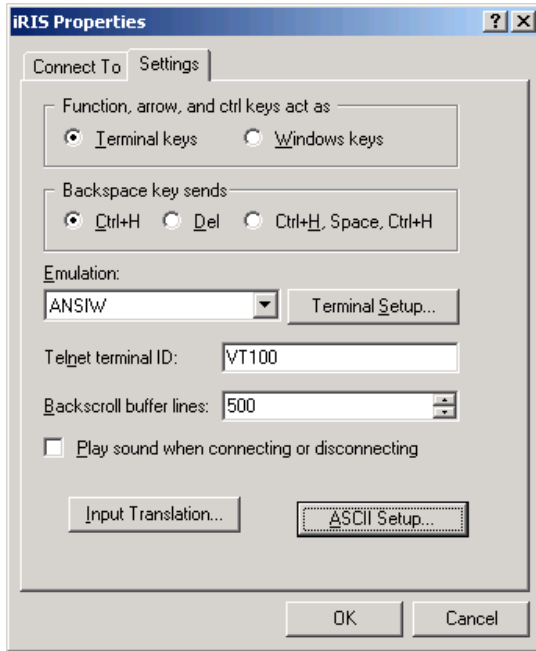 iRIS Properties
Connect To Settings
Function, arrow, and ctrl keys act as
Terminal keys Windows keys
Backspace key sends
Ctrl+H Del Ctrl+H, Space, Ctrl+H
Emulation:
ANSIW Terminal Setup...
Telnet terminal ID: VT100
Backscroll buffer lines: 500
Play sound when connecting or disconnecting
Input Translation... ASCII Setup...
OK Cancel